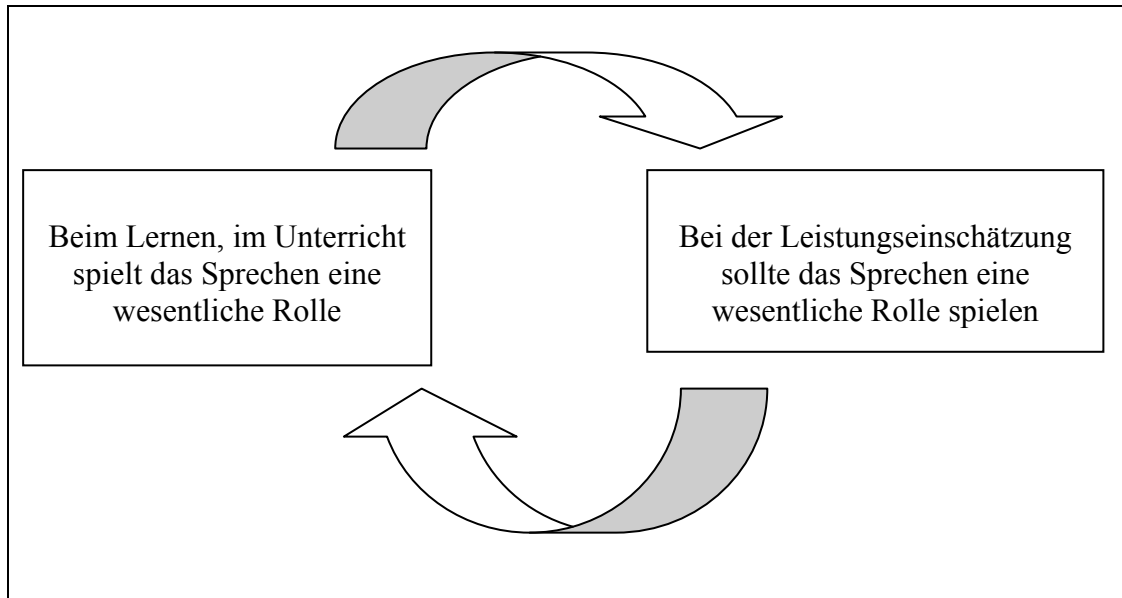 Beim Lernen, im Unterricht
spielt das Sprechen eine
wesentliche Rolle
Bei der Leistungseinschätzung
sollte das Sprechen eine
wesentliche Rolle spielen